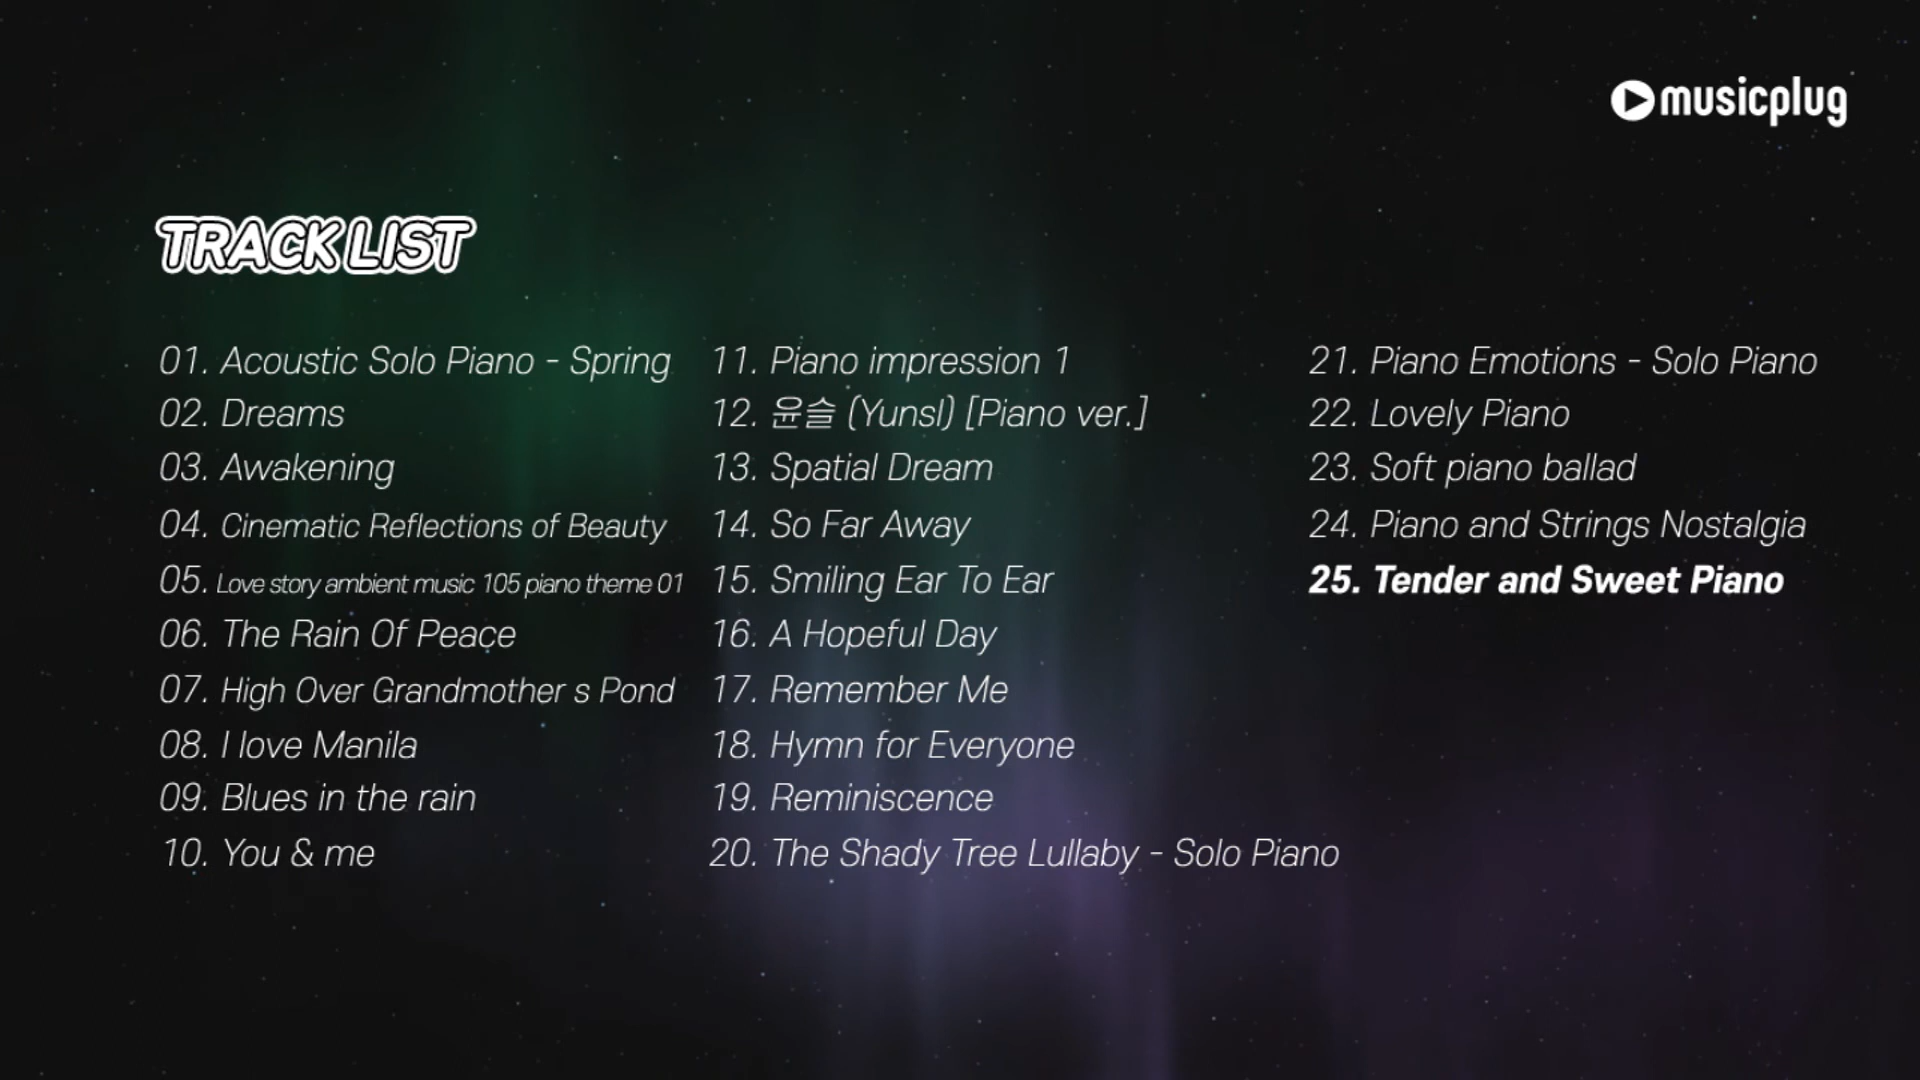 musicplug
TRACK LIST
01. Acoustic Solo Piano - Spring
02. Dreams
03. Awakening
04. Cinematic Reflections of Beauty
05. Love story ambient music 105 piano theme 01
06. The Rain Of Peace
07. High Over Grandmother s Pond
08. I love Manila
09. Blues in the rain
10. You & me
11. Piano impression 1
12. 윤슬 (Yunsl) [Piano ver.]
13. Spatial Dream
14. So Far Away
15. Smiling Ear To Ear
16. A Hopeful Day
17. Remember Me
18. Hymn for Everyone
19. Reminiscence
20. The Shady Tree Lullaby - Solo Piano
21. Piano Emotions - Solo Piano
22. Lovely Piano
23. Soft piano ballad
24. Piano and Strings Nostalgia
25. Tender and Sweet Piano